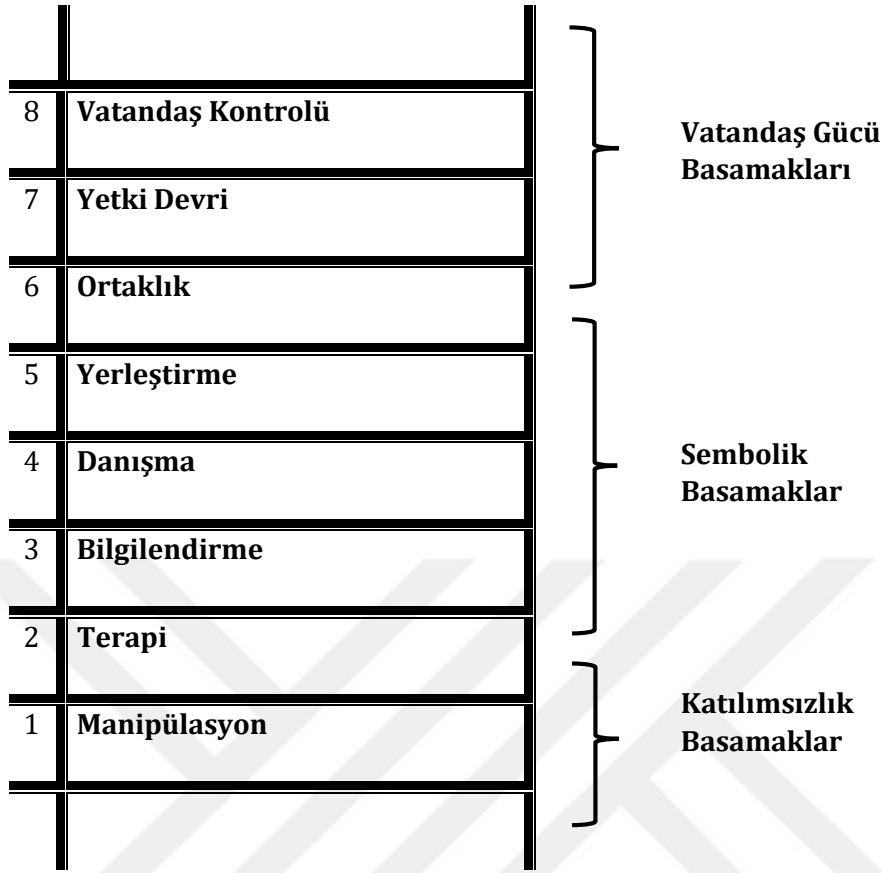 8 Vatandaş Kontrolü
7 Yetki Devri
6 Ortaklık
5 Yerleştirme
4 Danışma
3 Bilgilendirme
2 Terapi
1 Manipülasyon
Vatandaş Gücü
Basamakları
Sembolik
Basamaklar
Katılımsızlık
Basamaklar